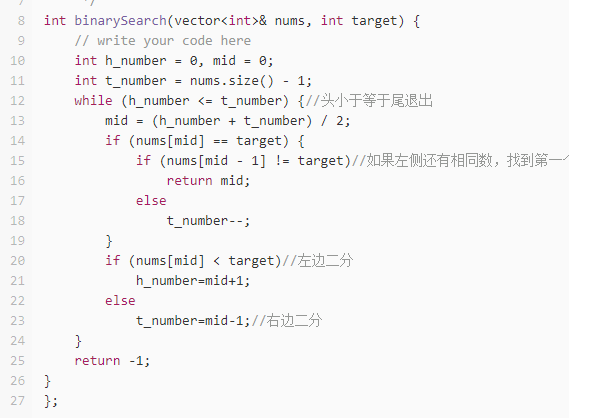 7 */
8 int binarySearch(vector<int>& nums, int target) {
9 // write your code here
10 int h_number = 0, mid = 0;
11 int t_number = nums.size() - 1;
12 while (h_number <= t_number) {//头小于等于尾退出
13 mid = (h_number + t_number) / 2;
14 if (nums[mid] == target) {
15 if (nums[mid - 1] != target)//如果左侧还有相同数，找到第一
16 return mid;
17 else
18 t_number--;
19 }
20 if (nums[mid] < target)//左边二分
21 h_number=mid+1;
22 else
23 t_number=mid-1;//右边二分
24 }
25 return -1;
26 }
27 };